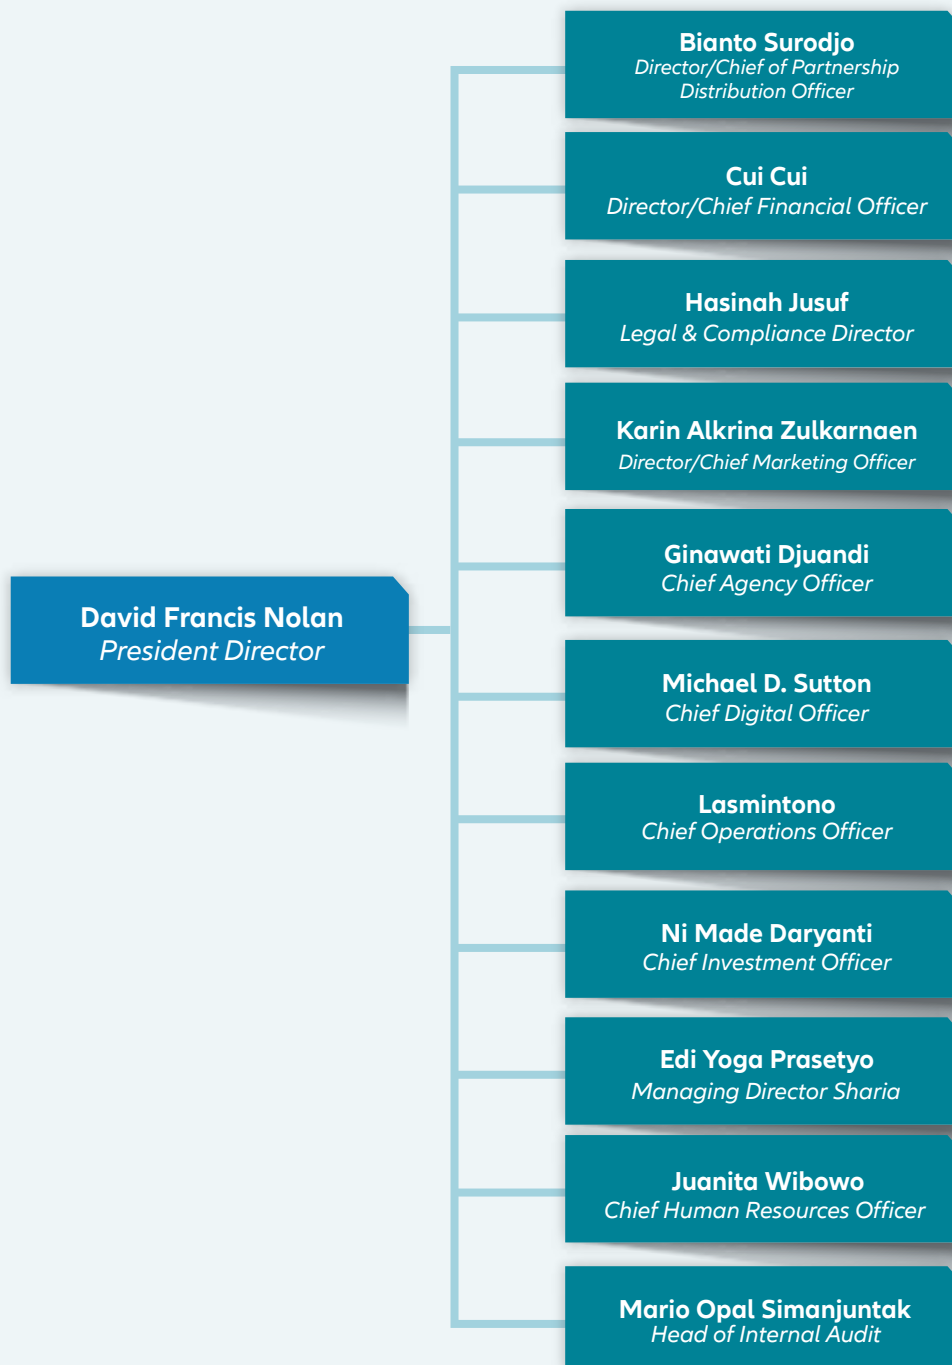 Bianto Surodjo
Director/Chief of Partnership
Distribution Officer
Cui Cui
Director/Chief Financial Officer
Hasinah Jusuf
Legal & Compliance Director
Karin Alkrina Zulkarnaen
Director/Chief Marketing Officer
Ginawati Djuandi
Chief Agency Officer
David Francis Nolan
President Director
Michael D. Sutton
Chief Digital Officer
Lasmintono
Chief Operations Officer
Ni Made Daryanti
Chief Investment Officer
Edi Yoga Prasetyo
Managing Director Sharia
Juanita Wibowo
Chief Human Resources Officer
Mario Opal Simanjuntak
Head of Internal Audit